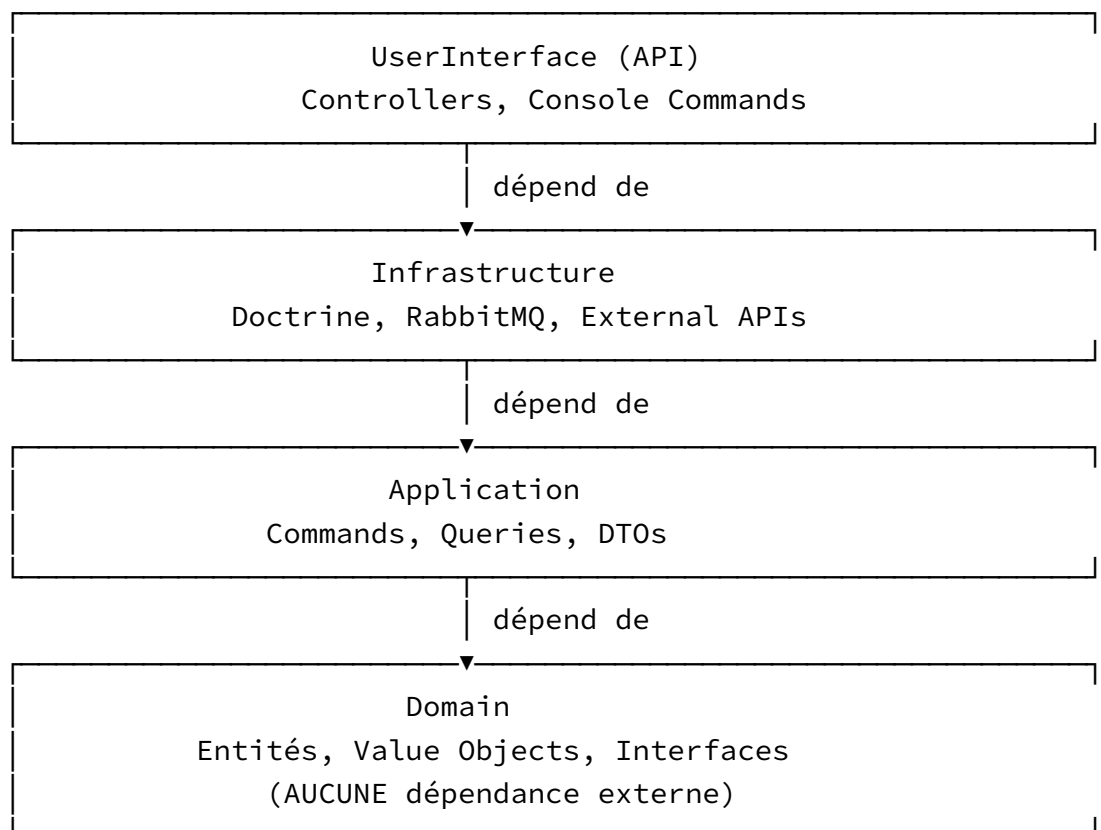 UserInterface (API)
Controllers, Console Commands
dépend de
Infrastructure
Doctrine, RabbitMQ, External APIs
dépend de
Application
Commands, Queries, DTOs
dépend de
Domain
Entités, Value Objects, Interfaces
(AUCUNE dépendance externe)